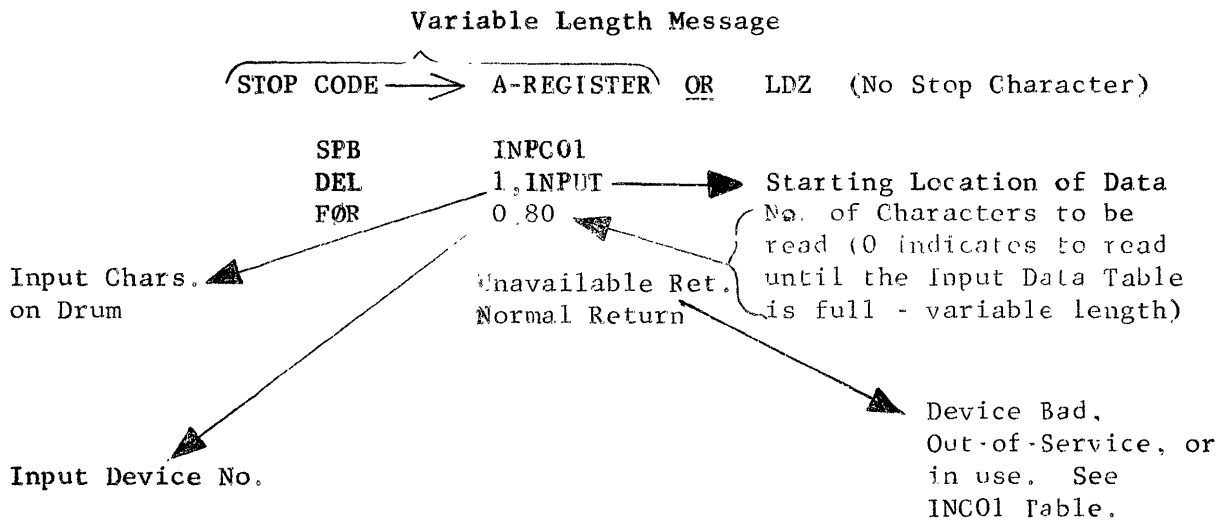 Variable Length Message
STOP CODE → A-REGISTER OR LDZ (No Stop Character)
SPB INPCO1
DEL 1,INPUT Starting Location of Data
FØR 0,80 No. of Characters to be
read (0 indicates to read
Input Chars. Unavailable Ret. until the Input Data Table
on Drum Normal Return is full - variable length)
Device Bad,
Out-of-Service, or
Input Device No. in use. See
INCO1 Table.